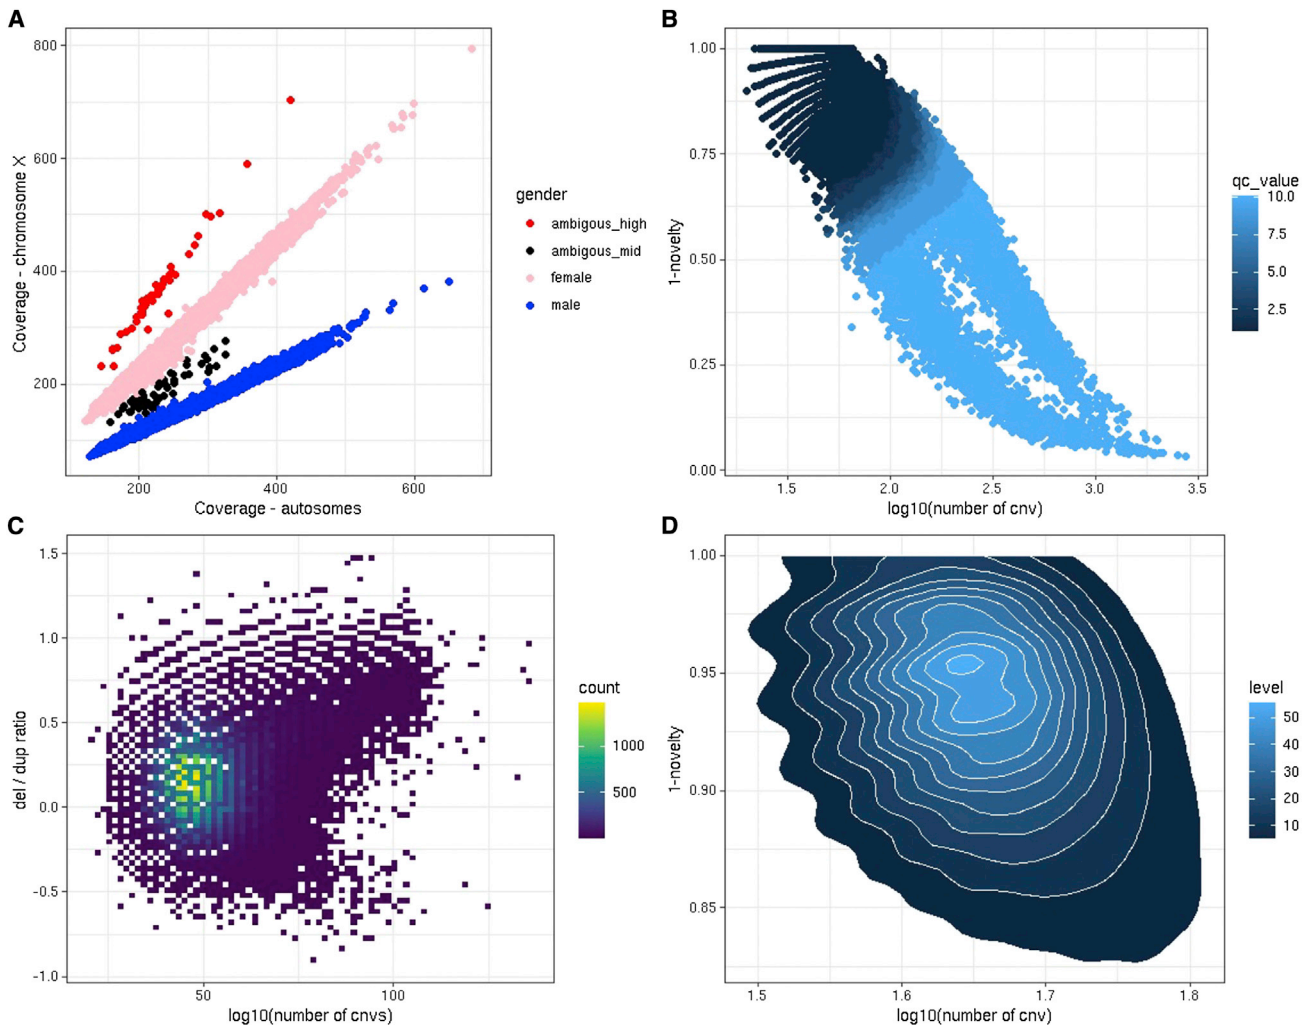 A
800
600
400
200
Coverage - chromosome X
200
400
600
Coverage - autosomes
gender
ambigous_high
ambigous_mid
female
male
B
1.00
0.75
0.50
0.25
0.00
1-novelty
1.5
2.0
2.5
3.0
3.5
log10(number of cnv)
qc_value
10.0
7.5
5.0
2.5
C
1.5
1.0
0.5
0.0
-0.5
-1.0
del / dup ratio
50
100
log10(number of cnvs)
count
1000
500
D
1.00
0.95
0.90
0.85
1-novelty
1.5
1.6
1.7
1.8
log10(number of cnv)
level
50
40
30
20
10